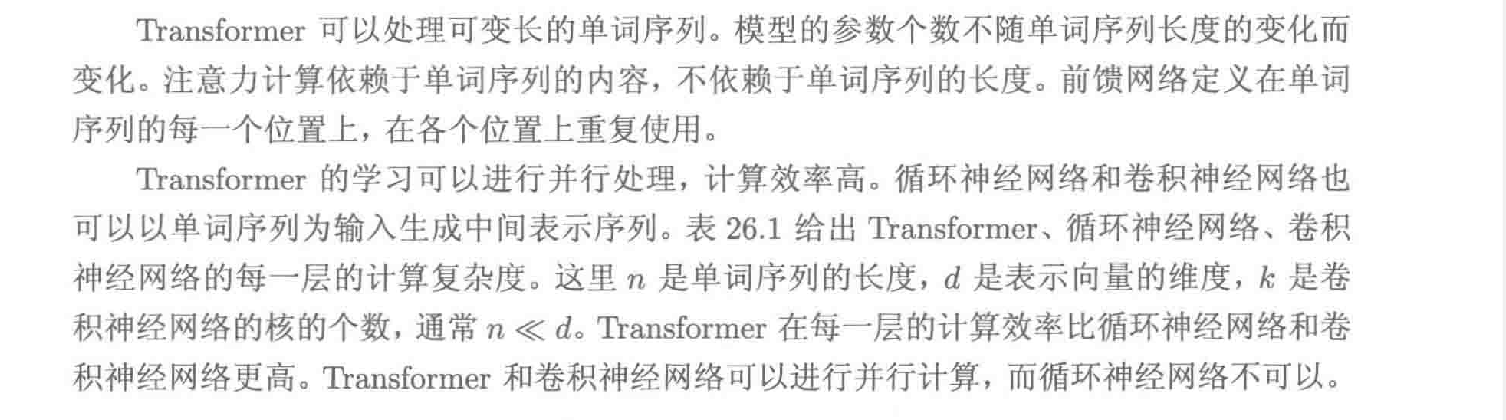 Transformer 可以处理可变长的单词序列。模型的参数个数不随单词序列长度的变化而
变化。注意力计算依赖于单词序列的内容，不依赖于单词序列的长度。前馈网络定义在单词
序列的每一个位置上，在各个位置上重复使用。
Transformer 的学习可以进行并行处理，计算效率高。循环神经网络和卷积神经网络也
可以以单词序列为输入生成中间表示序列。表 26.1 给出 Transformer、循环神经网络、卷积
神经网络的每一层的计算复杂度。这里 n 是单词序列的长度，d 是表示向量的维度，k 是卷
积神经网络的核的个数，通常 n ≪ d。Transformer 在每一层的计算效率比循环神经网络和卷
积神经网络更高。Transformer 和卷积神经网络可以进行并行计算，而循环神经网络不可以。